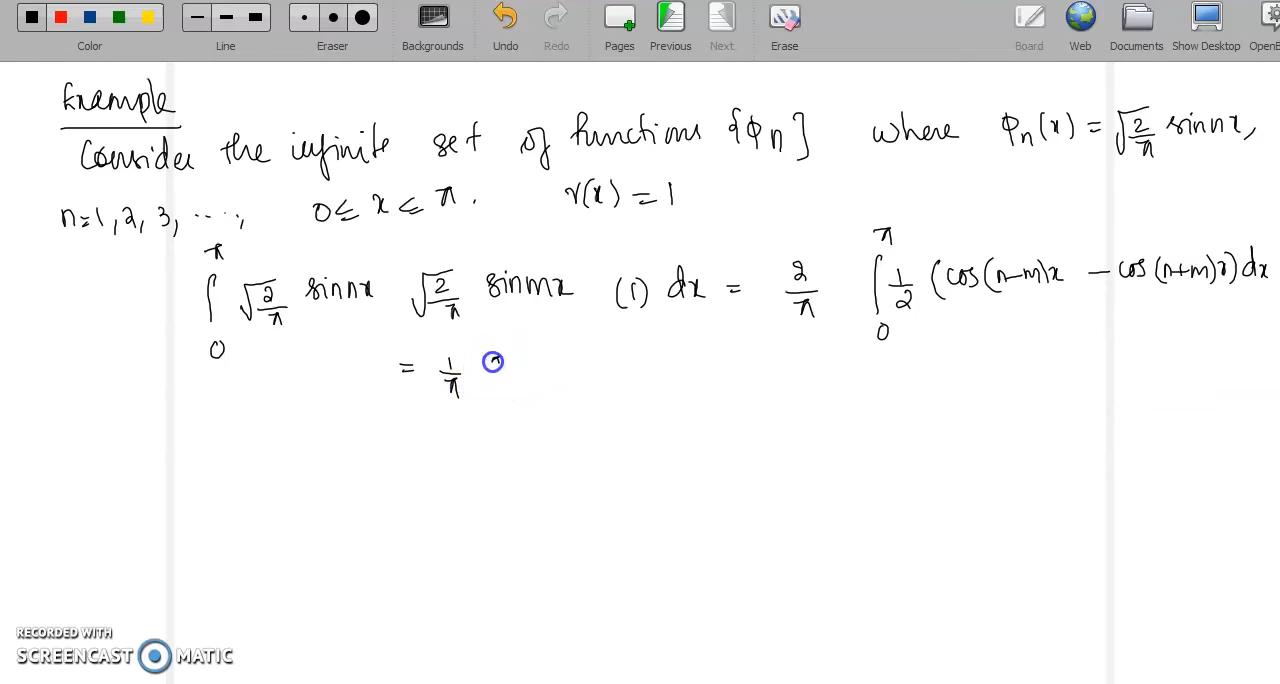 Color Line Eraser Backgrounds Undo Redo Pages Previous Next Erase Board Web Documents Show Desktop OpenB
Example
Consider the infinite set of functions {ϕn} where ϕn(x) = √(2/π) sin nx,
n=1, 2, 3, ...., 0 ≤ x ≤ π. r(x) = 1
∫₀^π √(2/π) sin nx √(2/π) sin mx (1) dx = 2/π ∫₀^π 1/2 (cos(n-m)x - cos(n+m)x) dx
= 1/π π
RECORDED WITH
SCREENCAST MATIC